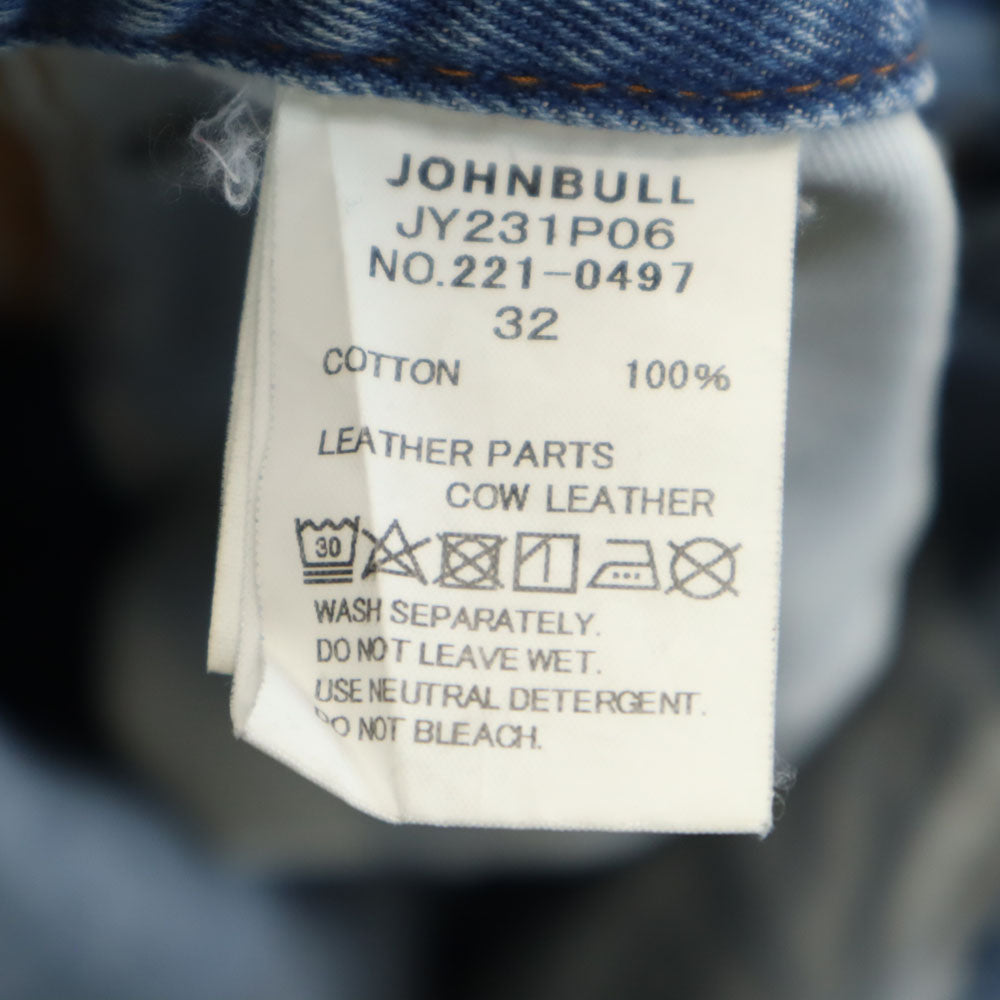 JOHNBULL
JY231P06
NO.221-0497
32
COTTON 100%
LEATHER PARTS
COW LEATHER
30
WASH SEPARATELY.
DO NOT LEAVE WET.
USE NEUTRAL DETERGENT.
DO NOT BLEACH.